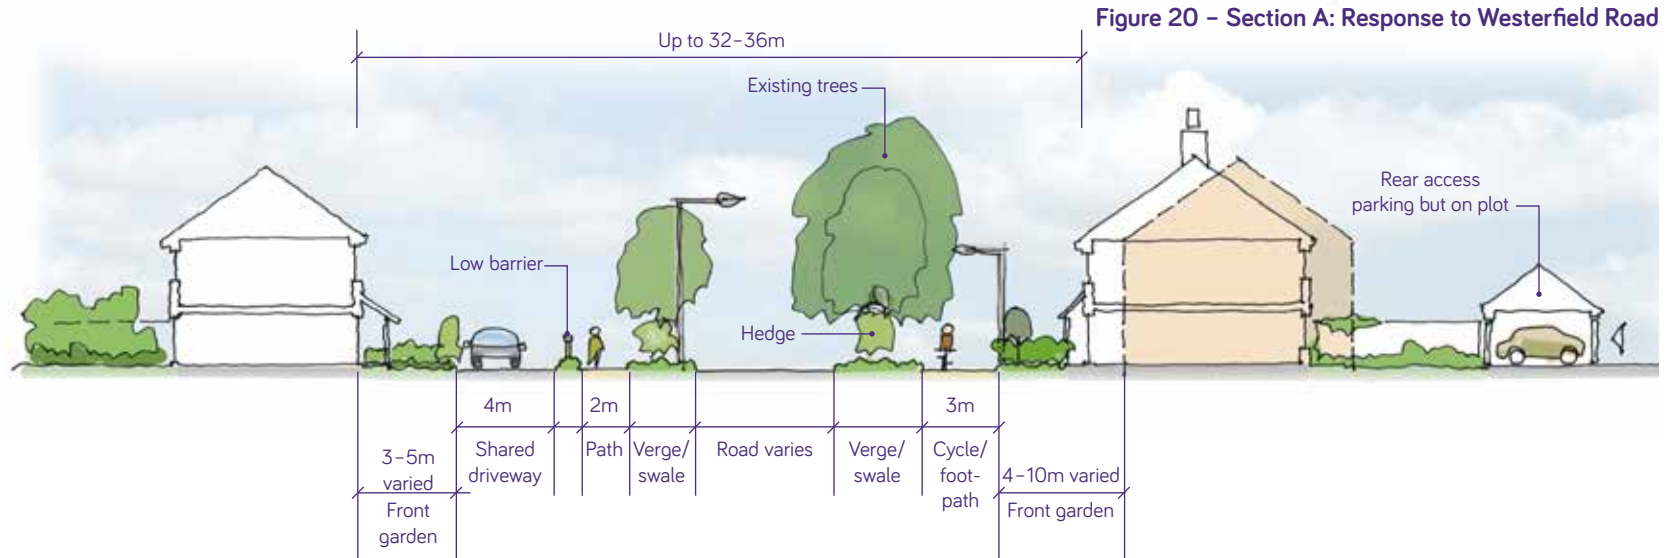 Figure 20 – Section A: Response to Westerfield Road
Up to 32–36m
Existing trees
Rear access
parking but on plot
Low barrier
Hedge
4m
2m
3m
Shared
driveway
Path
Verge/
swale
Road varies
Verge/
swale
Cycle/
foot-
path
3–5m
varied
Front
garden
4–10m varied
Front garden